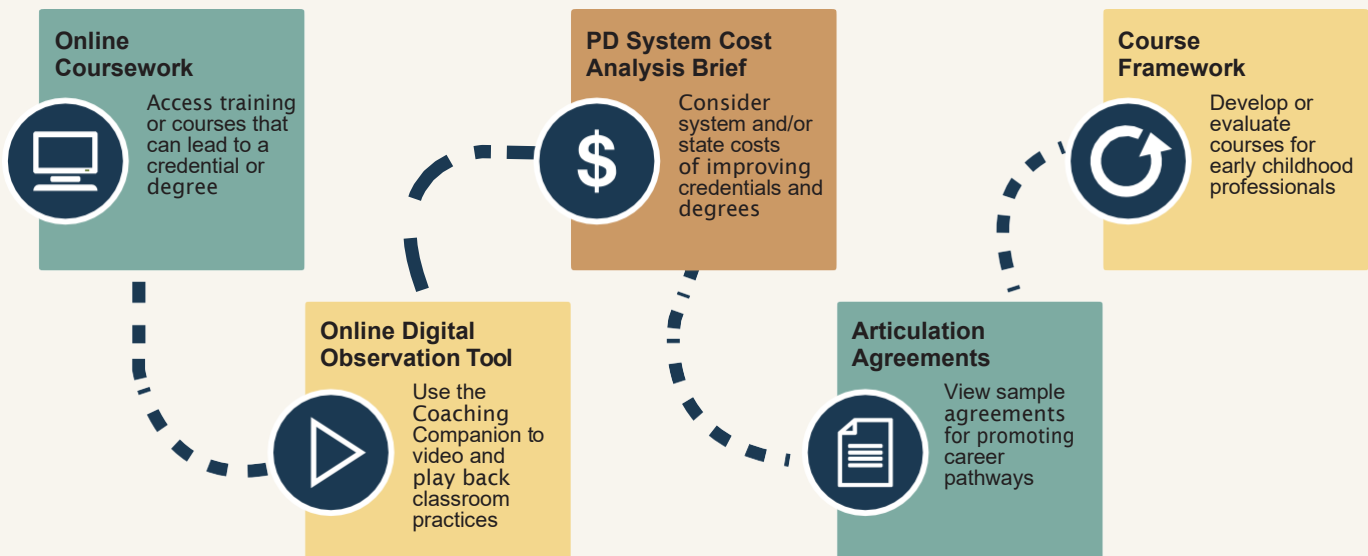 Online
Coursework
Access training
or courses that
can lead to a
credential or
degree
Online Digital
Observation Tool
Use the
Coaching
Companion to
video and
play back
classroom
practices
PD System Cost
Analysis Brief
$
Consider
system and/or
state costs
of improving
credentials and
degrees
Articulation
Agreements
View sample
agreements
for promoting
career
pathways
Course
Framework
Develop or
evaluate
courses for
early childhood
professionals